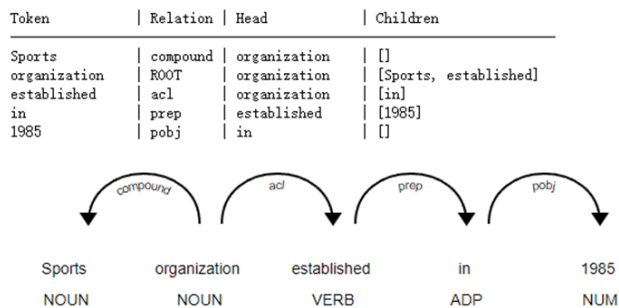 Token | Relation | Head | Children
Sports | compound | organization | []
organization | ROOT | organization | [Sports, established]
established | acl | organization | [in]
in | prep | established | [1985]
1985 | pobj | in | []
compound acl prep pobj
Sports organization established in 1985
NOUN NOUN VERB ADP NUM